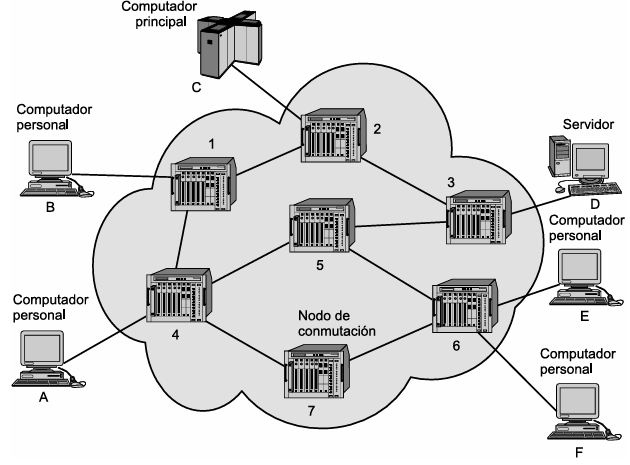 Computador
principal
C
Computador
personal
B
1
2
Servidor
D
3
Computador
personal
E
5
4
Computador
personal
A
Nodo de
conmutación
7
6
Computador
personal
F